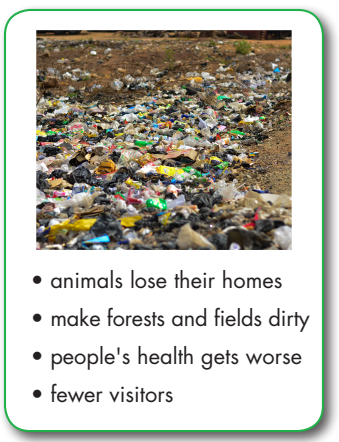 • animals lose their homes
• make forests and fields dirty
• people's health gets worse
• fewer visitors